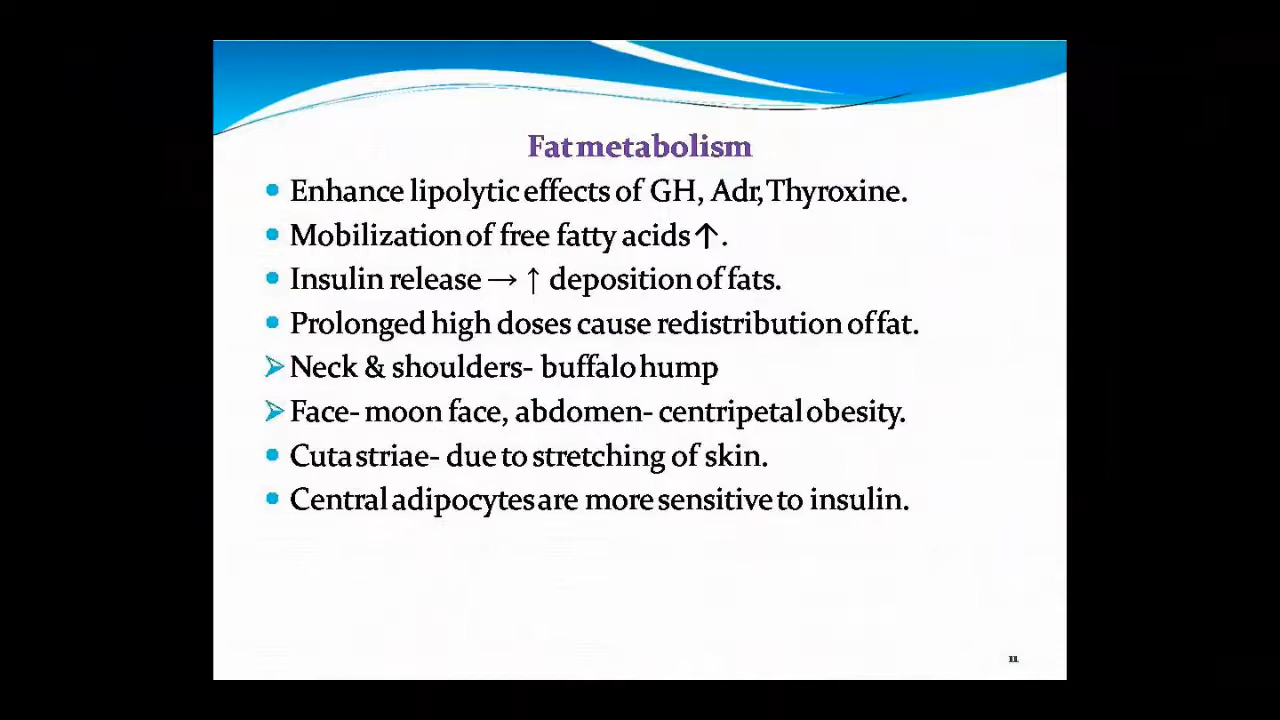 Fat metabolism
Enhance lipolytic effects of GH, Adr, Thyroxine.
Mobilization of free fatty acids ↑.
Insulin release → ↑ deposition of fats.
Prolonged high doses cause redistribution of fat.
Neck & shoulders- buffalo hump
Face- moon face, abdomen- centripetal obesity.
Cuta striae- due to stretching of skin.
Central adipocytes are more sensitive to insulin.
11